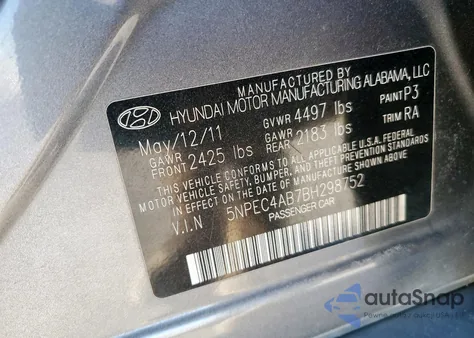 MANUFACTURED BY
HYUNDAI MOTOR MANUFACTURING ALABAMA, LLC
May/12/11 GVWR 4497 lbs PAINT P3
GAWR FRONT 2425 lbs GAWR REAR 2183 lbs TRIM RA
THIS VEHICLE CONFORMS TO ALL APPLICABLE U.S.A. FEDERAL
MOTOR VEHICLE SAFETY, BUMPER, AND THEFT PREVENTION STANDARDS IN EFFECT ON THE DATE OF MANUFACTURE SHOWN ABOVE.
V.I.N 5NPEC4AB7BH298752
PASSENGER CAR
autoSnap